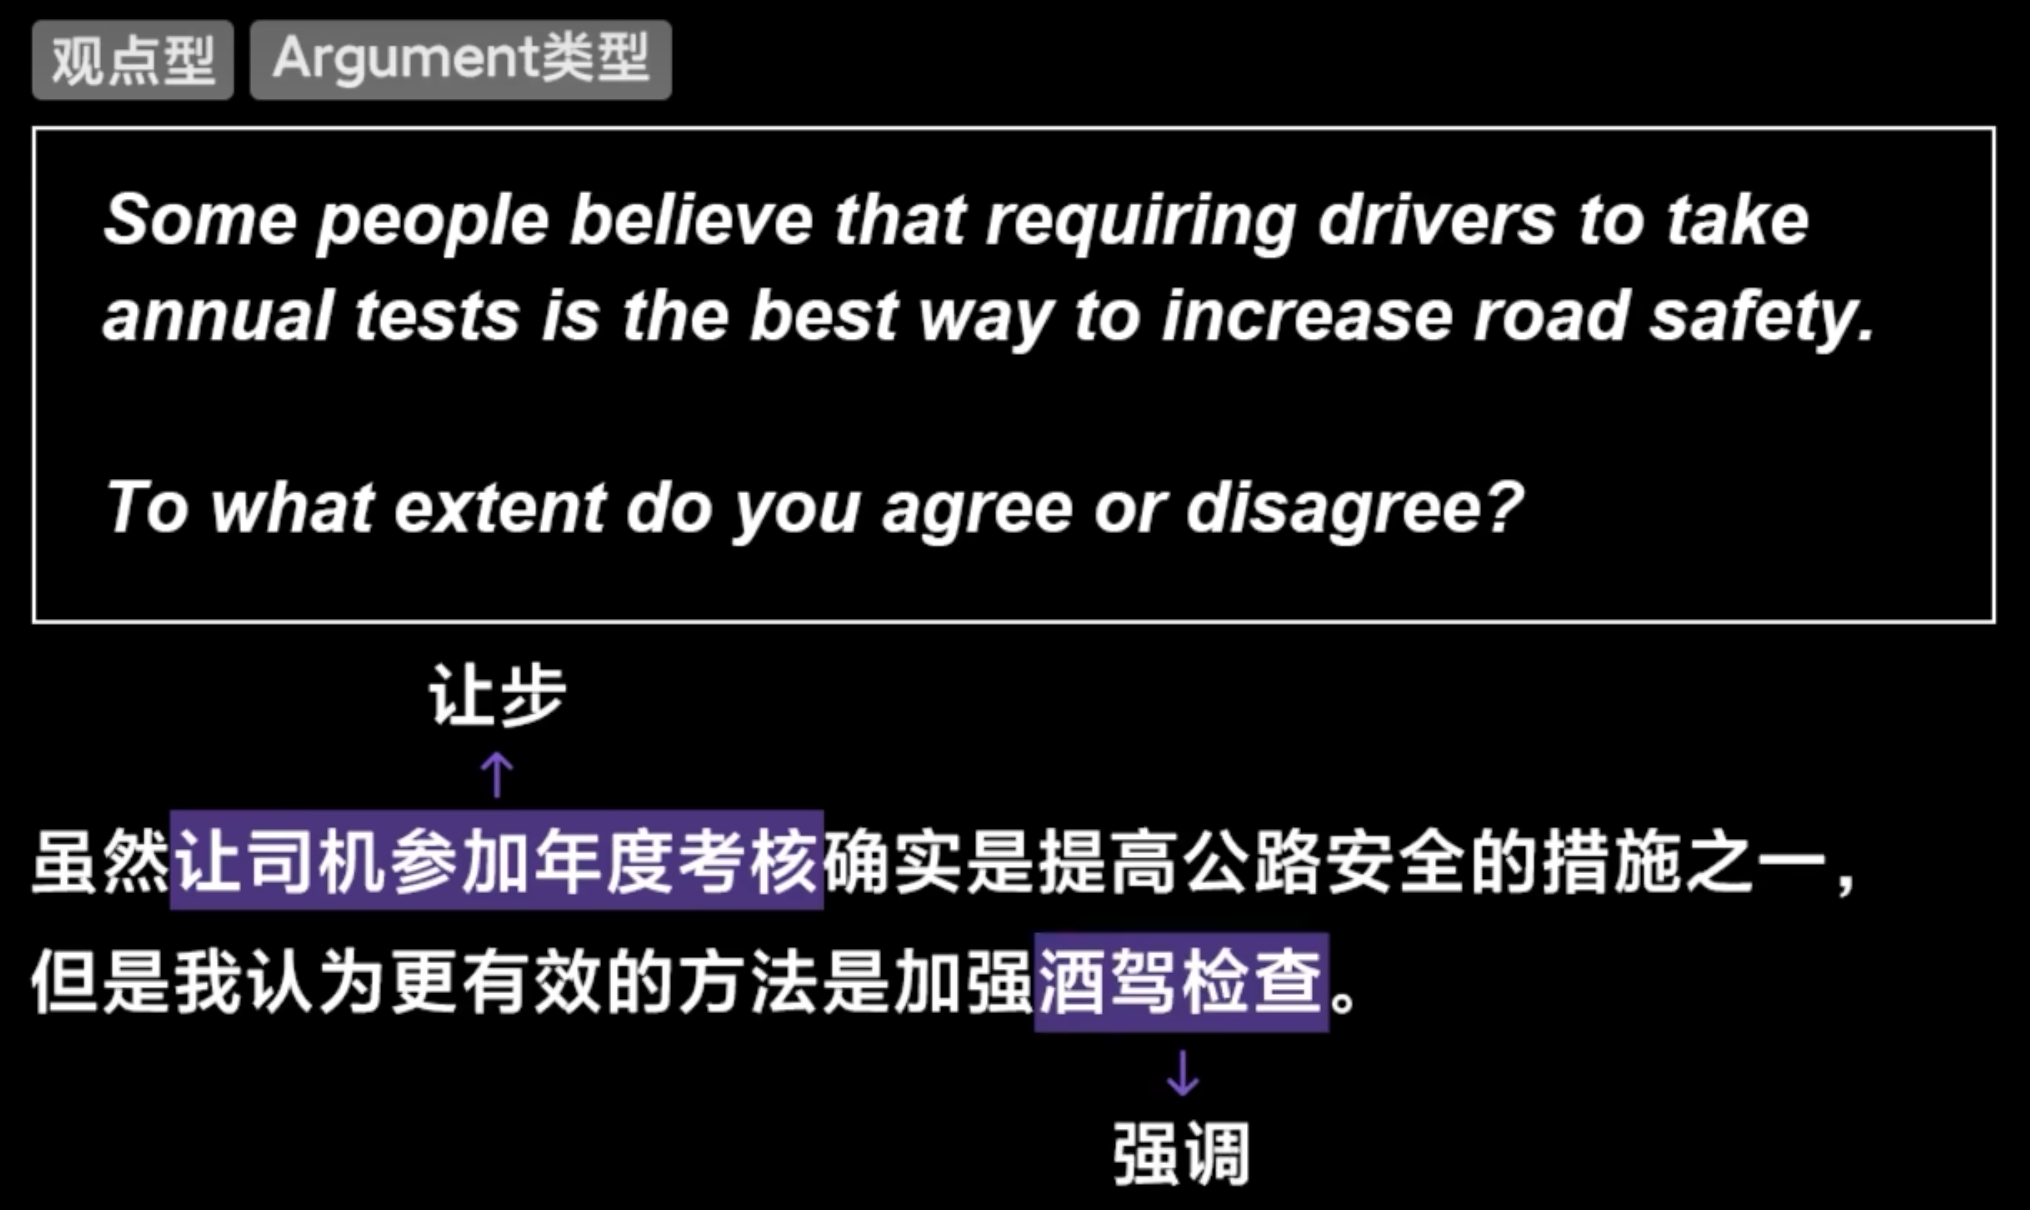 观点型 Argument类型
Some people believe that requiring drivers to take
annual tests is the best way to increase road safety.
To what extent do you agree or disagree?
让步
虽然让司机参加年度考核确实是提高公路安全的措施之一，
但是我认为更有效的方法是加强酒驾检查。
强调